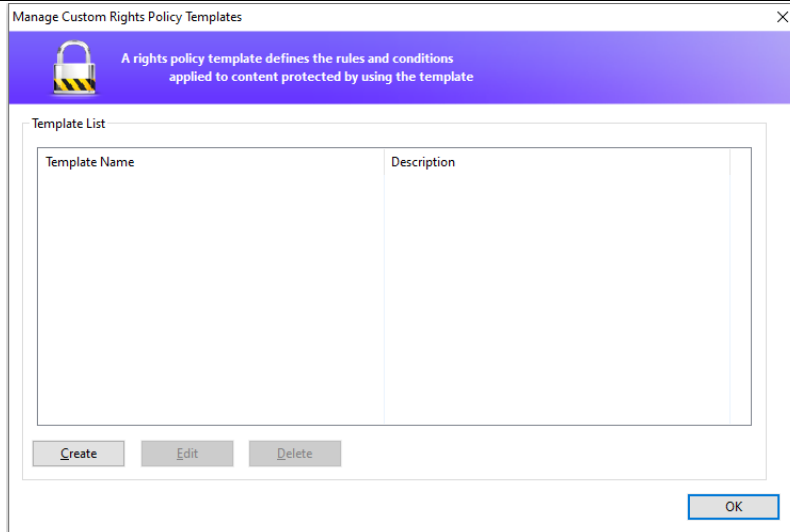 Manage Custom Rights Policy Templates
A rights policy template defines the rules and conditions
applied to content protected by using the template
Template List
Template Name Description
Create Edit Delete
OK